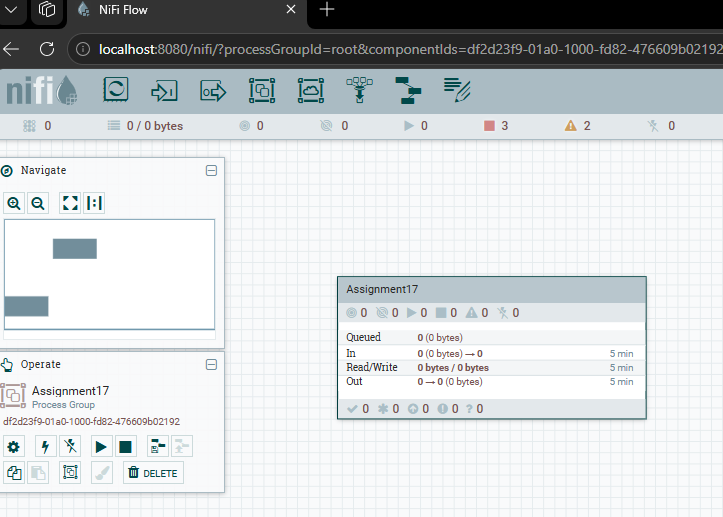 NiFi Flow
localhost:8080/nifi/?processGroupId=root&componentIds=df2d23f9-01a0-1000-fd82-476609b02192
nifi
0 0 / 0 bytes 0 0 0 3 2 0
Navigate
Operate
Assignment17
Process Group
df2d23f9-01a0-1000-fd82-476609b02192
DELETE
Assignment17
0 0 0 0 0 0
Queued 0 (0 bytes)
In 0 (0 bytes) → 0 5 min
Read/Write 0 bytes / 0 bytes 5 min
Out 0 → 0 (0 bytes) 5 min
0 0 0 0 ? 0